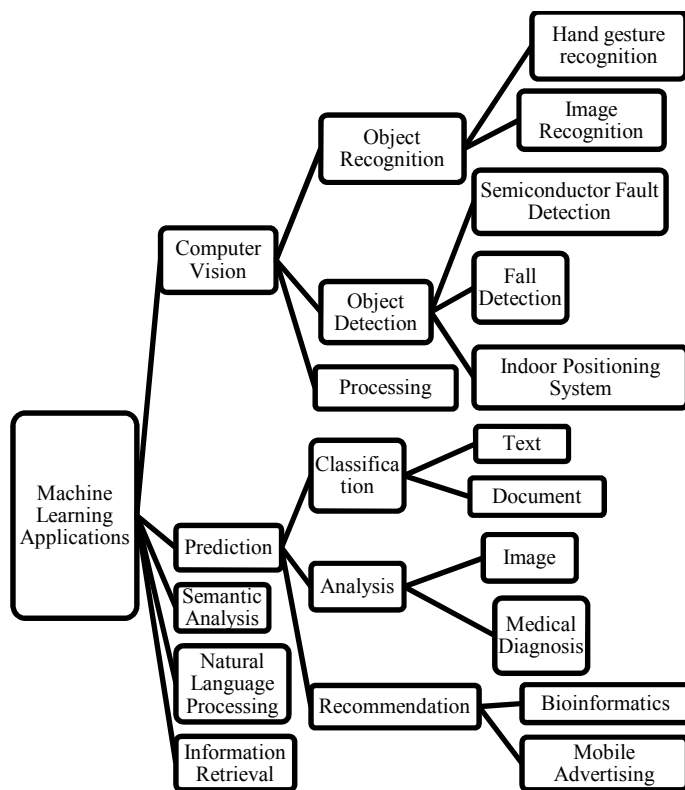 Hand gesture
recognition
Image
Recognition
Object
Recognition
Semiconductor Fault
Detection
Computer
Vision
Fall
Detection
Object
Detection
Indoor Positioning
System
Processing
Machine
Learning
Applications
Classifica
tion
Text
Document
Prediction
Image
Analysis
Semantic
Analysis
Medical
Diagnosis
Natural
Language
Processing
Recommendation
Bioinformatics
Information
Retrieval
Mobile
Advertising